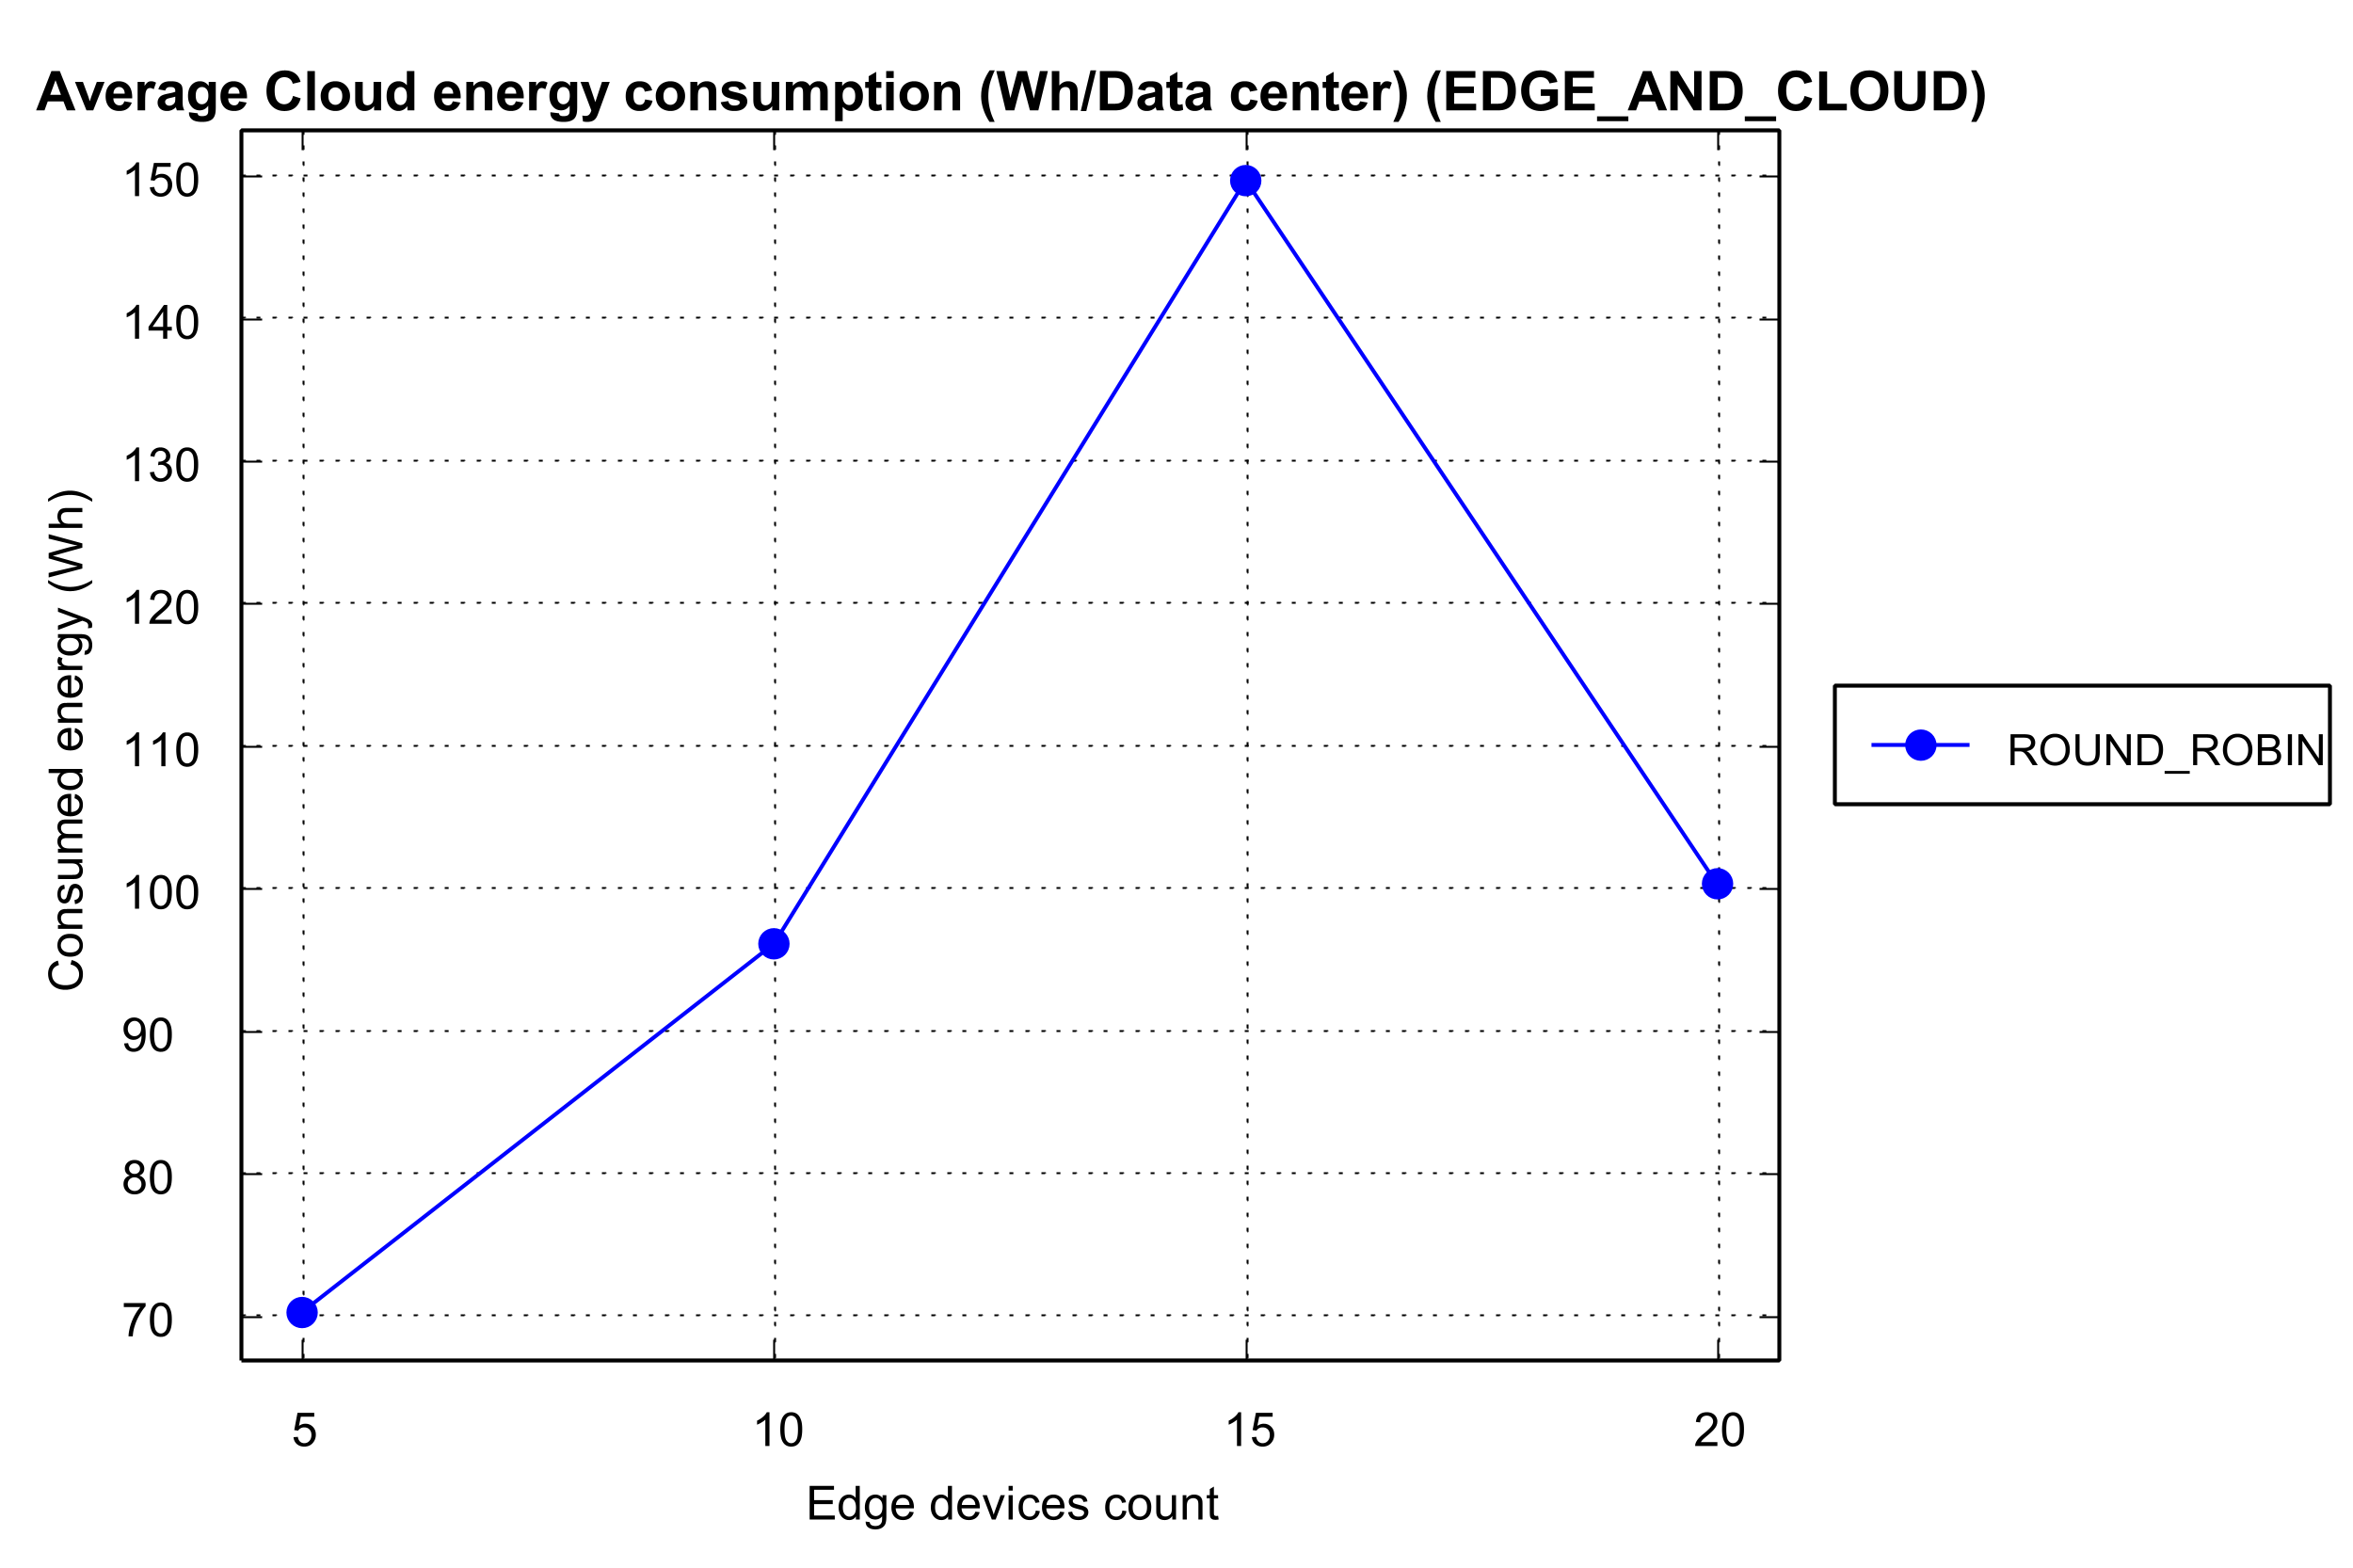 Average Cloud energy consumption (Wh/Data center) (EDGE_AND_CLOUD)
150
140
130
120
110
100
90
80
70
Consumed energy (Wh)
ROUND_ROBIN
5 10 15 20
Edge devices count